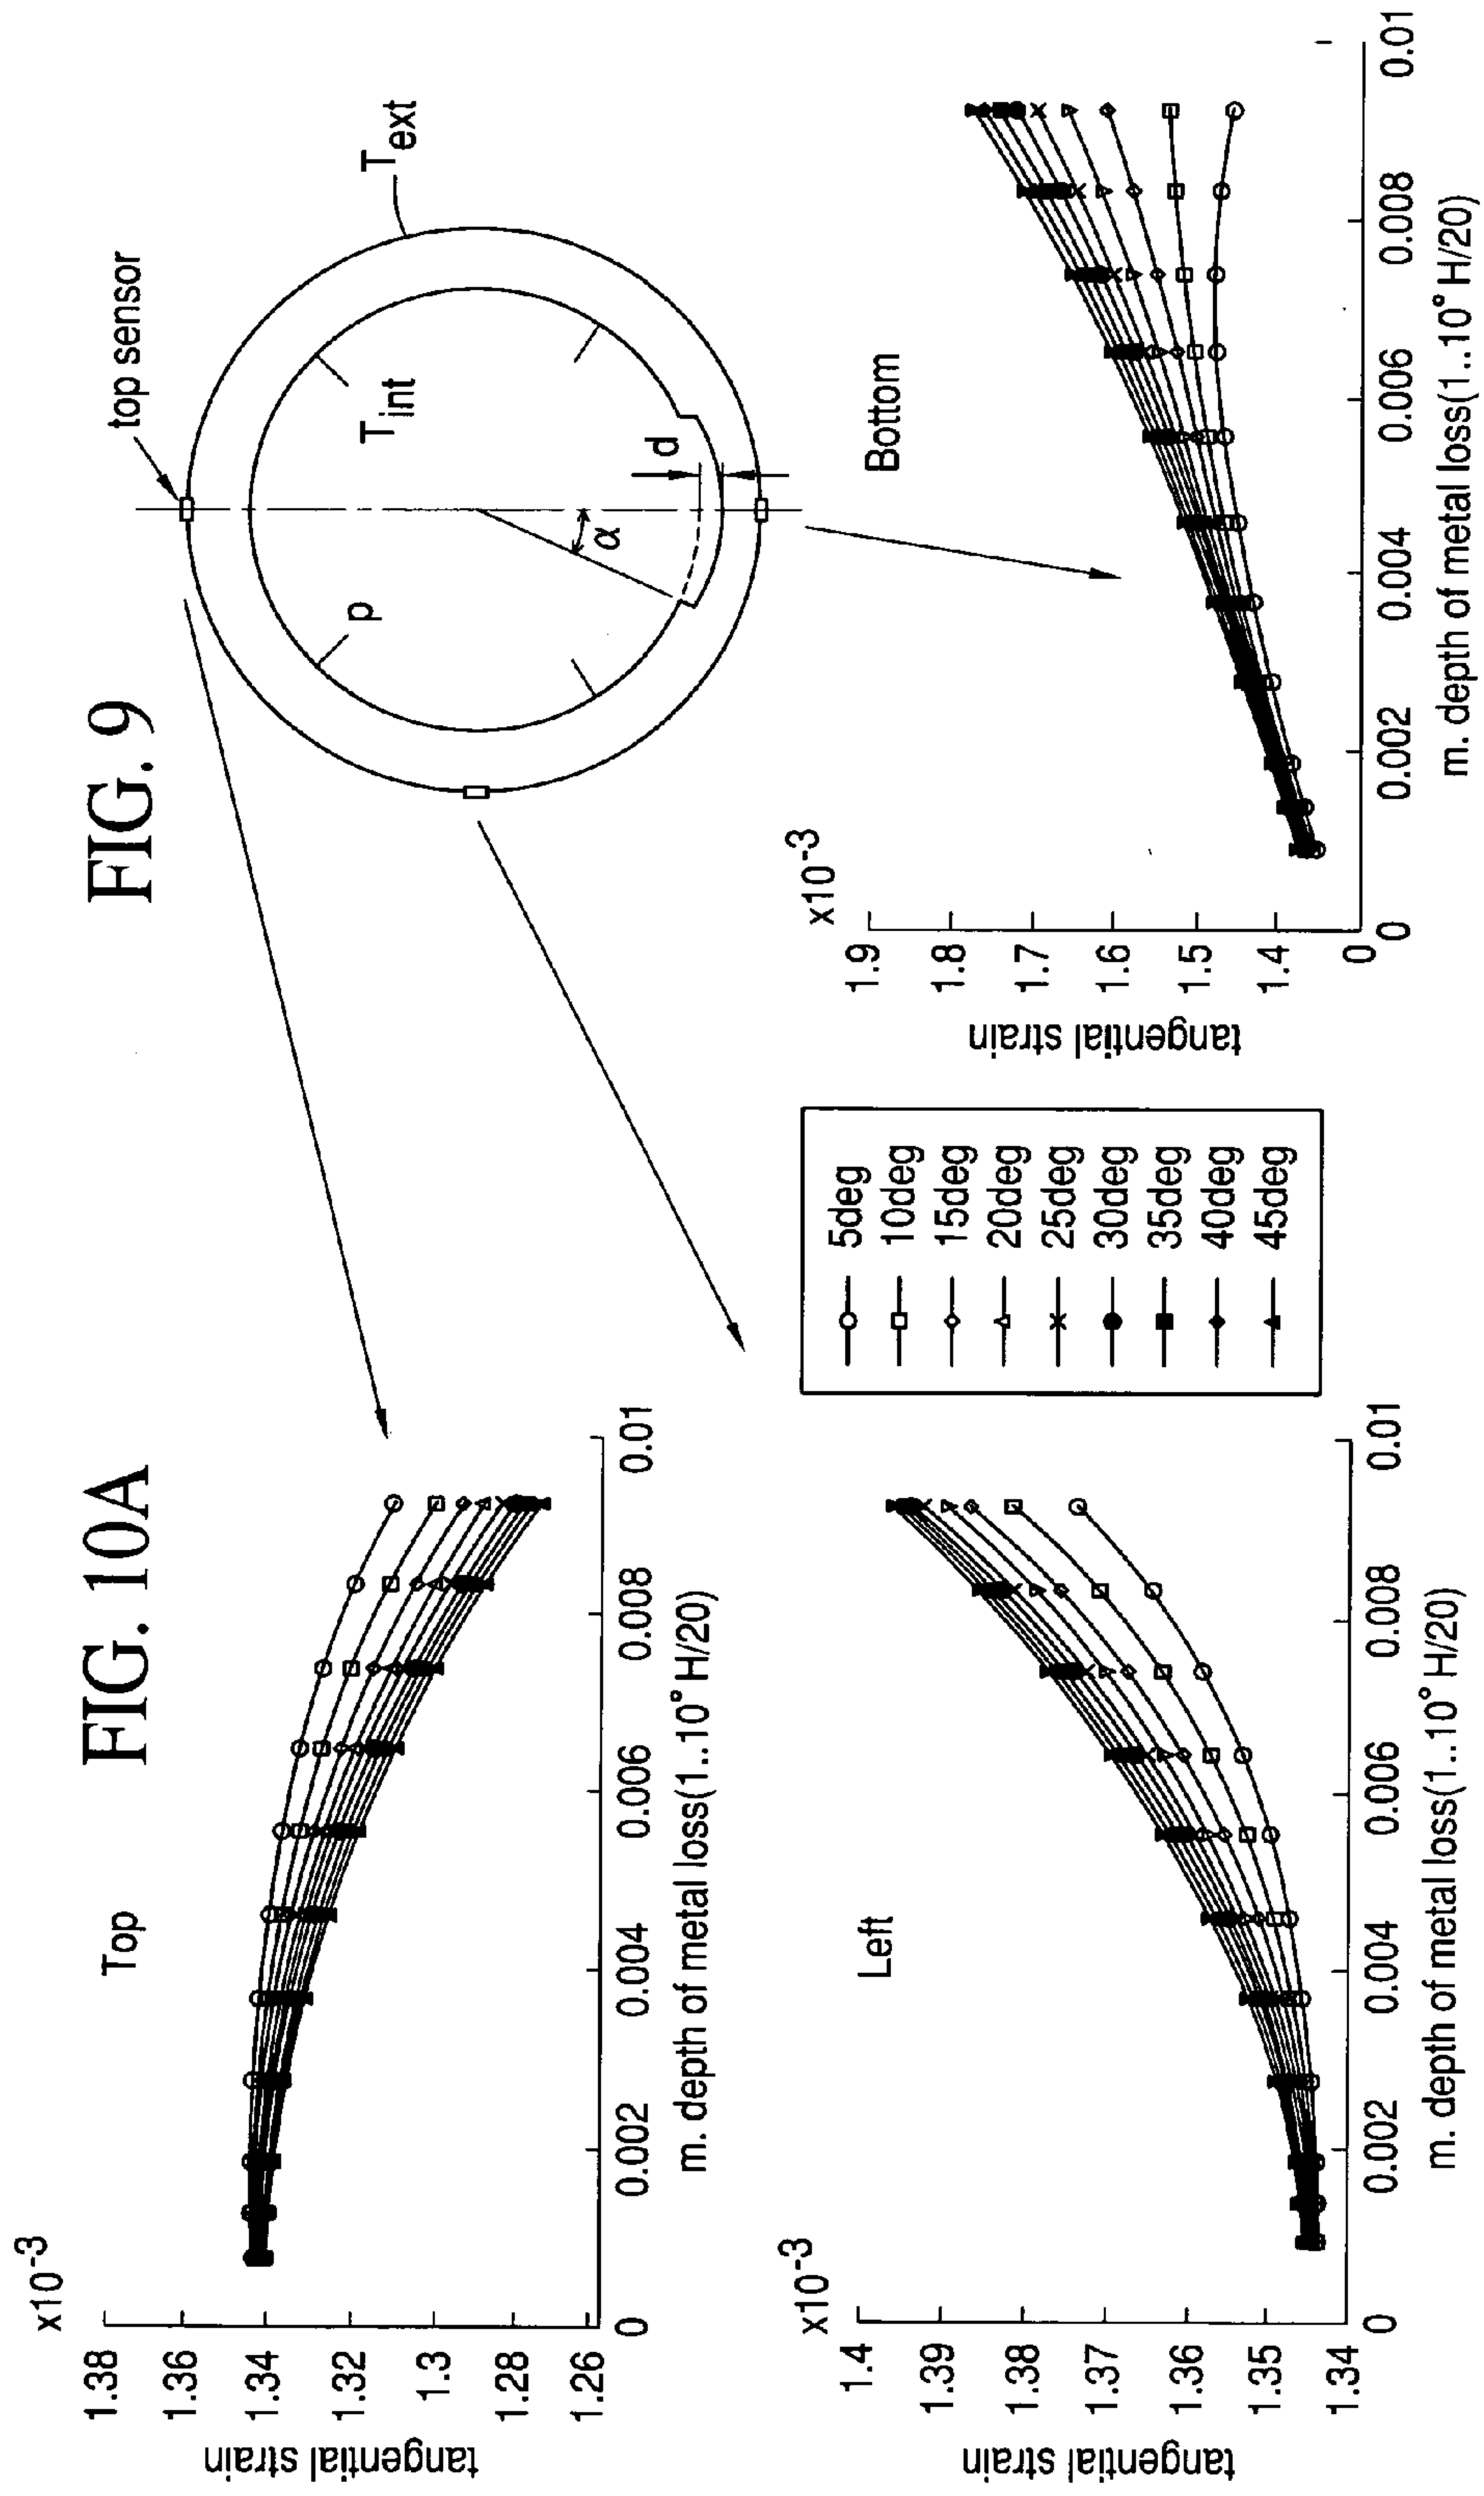 FIG. 10A
FIG. 9
Top
x10-3
1.38
1.36
1.34
1.32
1.3
1.28
1.26
tangential strain
0
0.002
0.004
0.006
0.008
0.01
m. depth of metal loss(1..10° H/20)
top sensor
Text
Tint
p
α
d
Left
x10-3
1.4
1.39
1.38
1.37
1.36
1.35
1.34
tangential strain
0
0.002
0.004
0.006
0.008
0.01
m. depth of metal loss(1..10° H/20)
5deg
10deg
15deg
20deg
25deg
30deg
35deg
40deg
45deg
Bottom
x10-3
1.9
1.8
1.7
1.6
1.5
1.4
0
tangential strain
0
0.002
0.004
0.006
0.008
0.01
m. depth of metal loss(1..10° H/20)